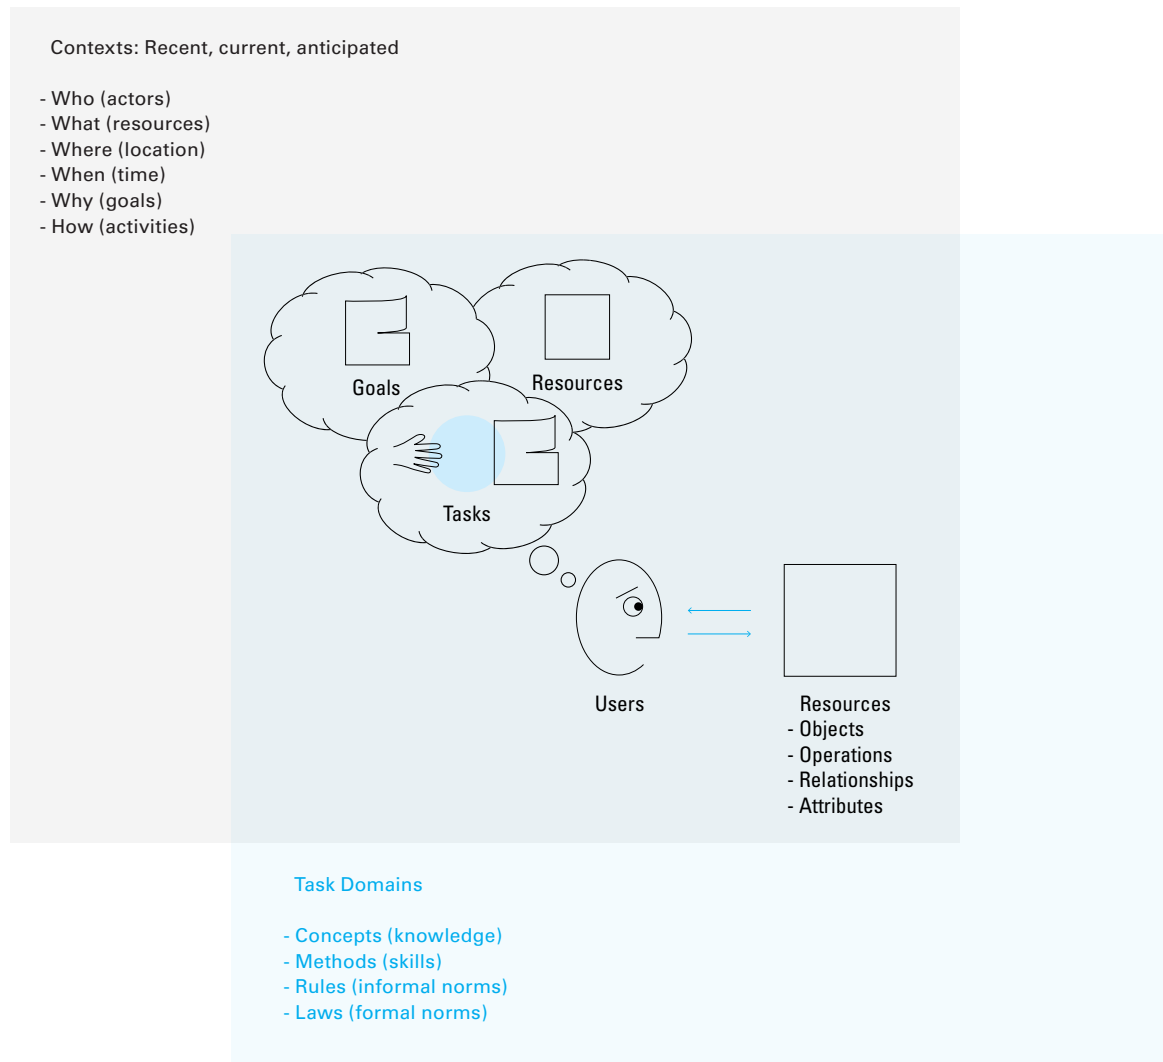 Contexts: Recent, current, anticipated
- Who (actors)
- What (resources)
- Where (location)
- When (time)
- Why (goals)
- How (activities)
Goals
Resources
Tasks
Users
Resources
- Objects
- Operations
- Relationships
- Attributes
Task Domains
- Concepts (knowledge)
- Methods (skills)
- Rules (informal norms)
- Laws (formal norms)